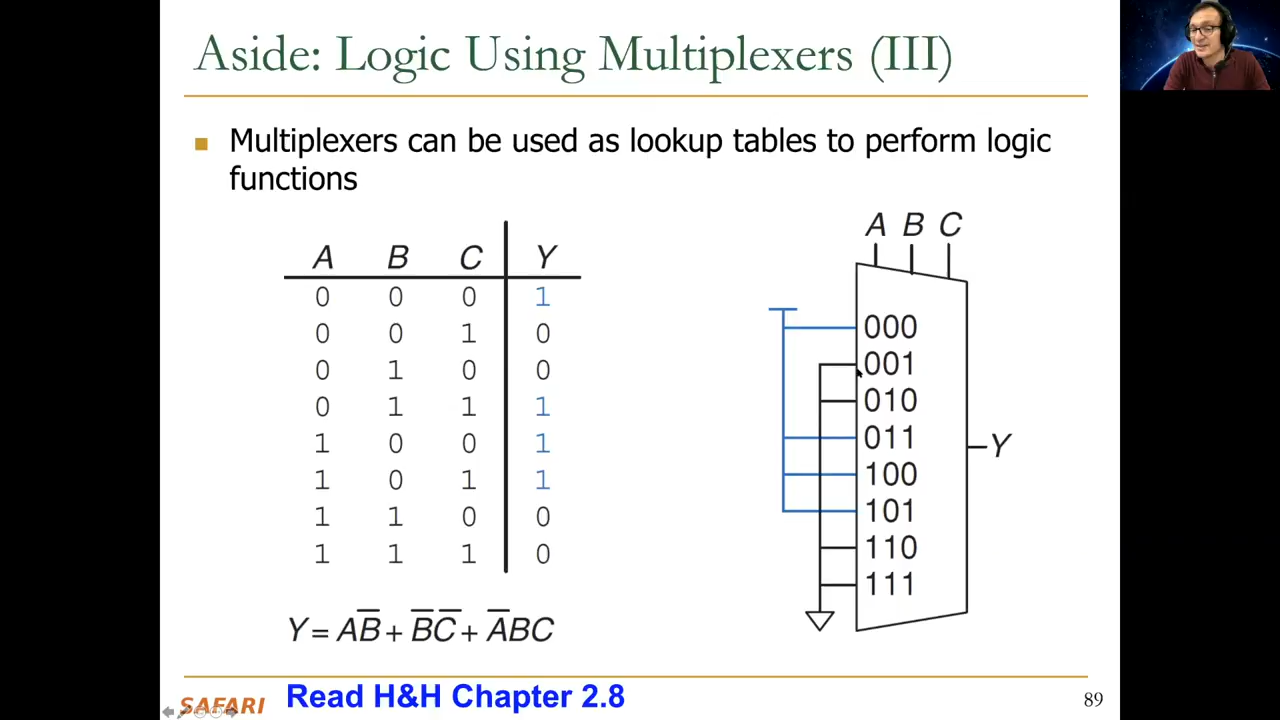 Aside: Logic Using Multiplexers (III)
Multiplexers can be used as lookup tables to perform logic
functions
A B C Y
0 0 0 1
0 0 1 0
0 1 0 0
0 1 1 1
1 0 0 1
1 0 1 1
1 1 0 0
1 1 1 0
Y = AB̅ + B̅C̅ + A̅BC
A B C
000
001
010
011
100
101
110
111
Y
SAFARI
Read H&H Chapter 2.8
89